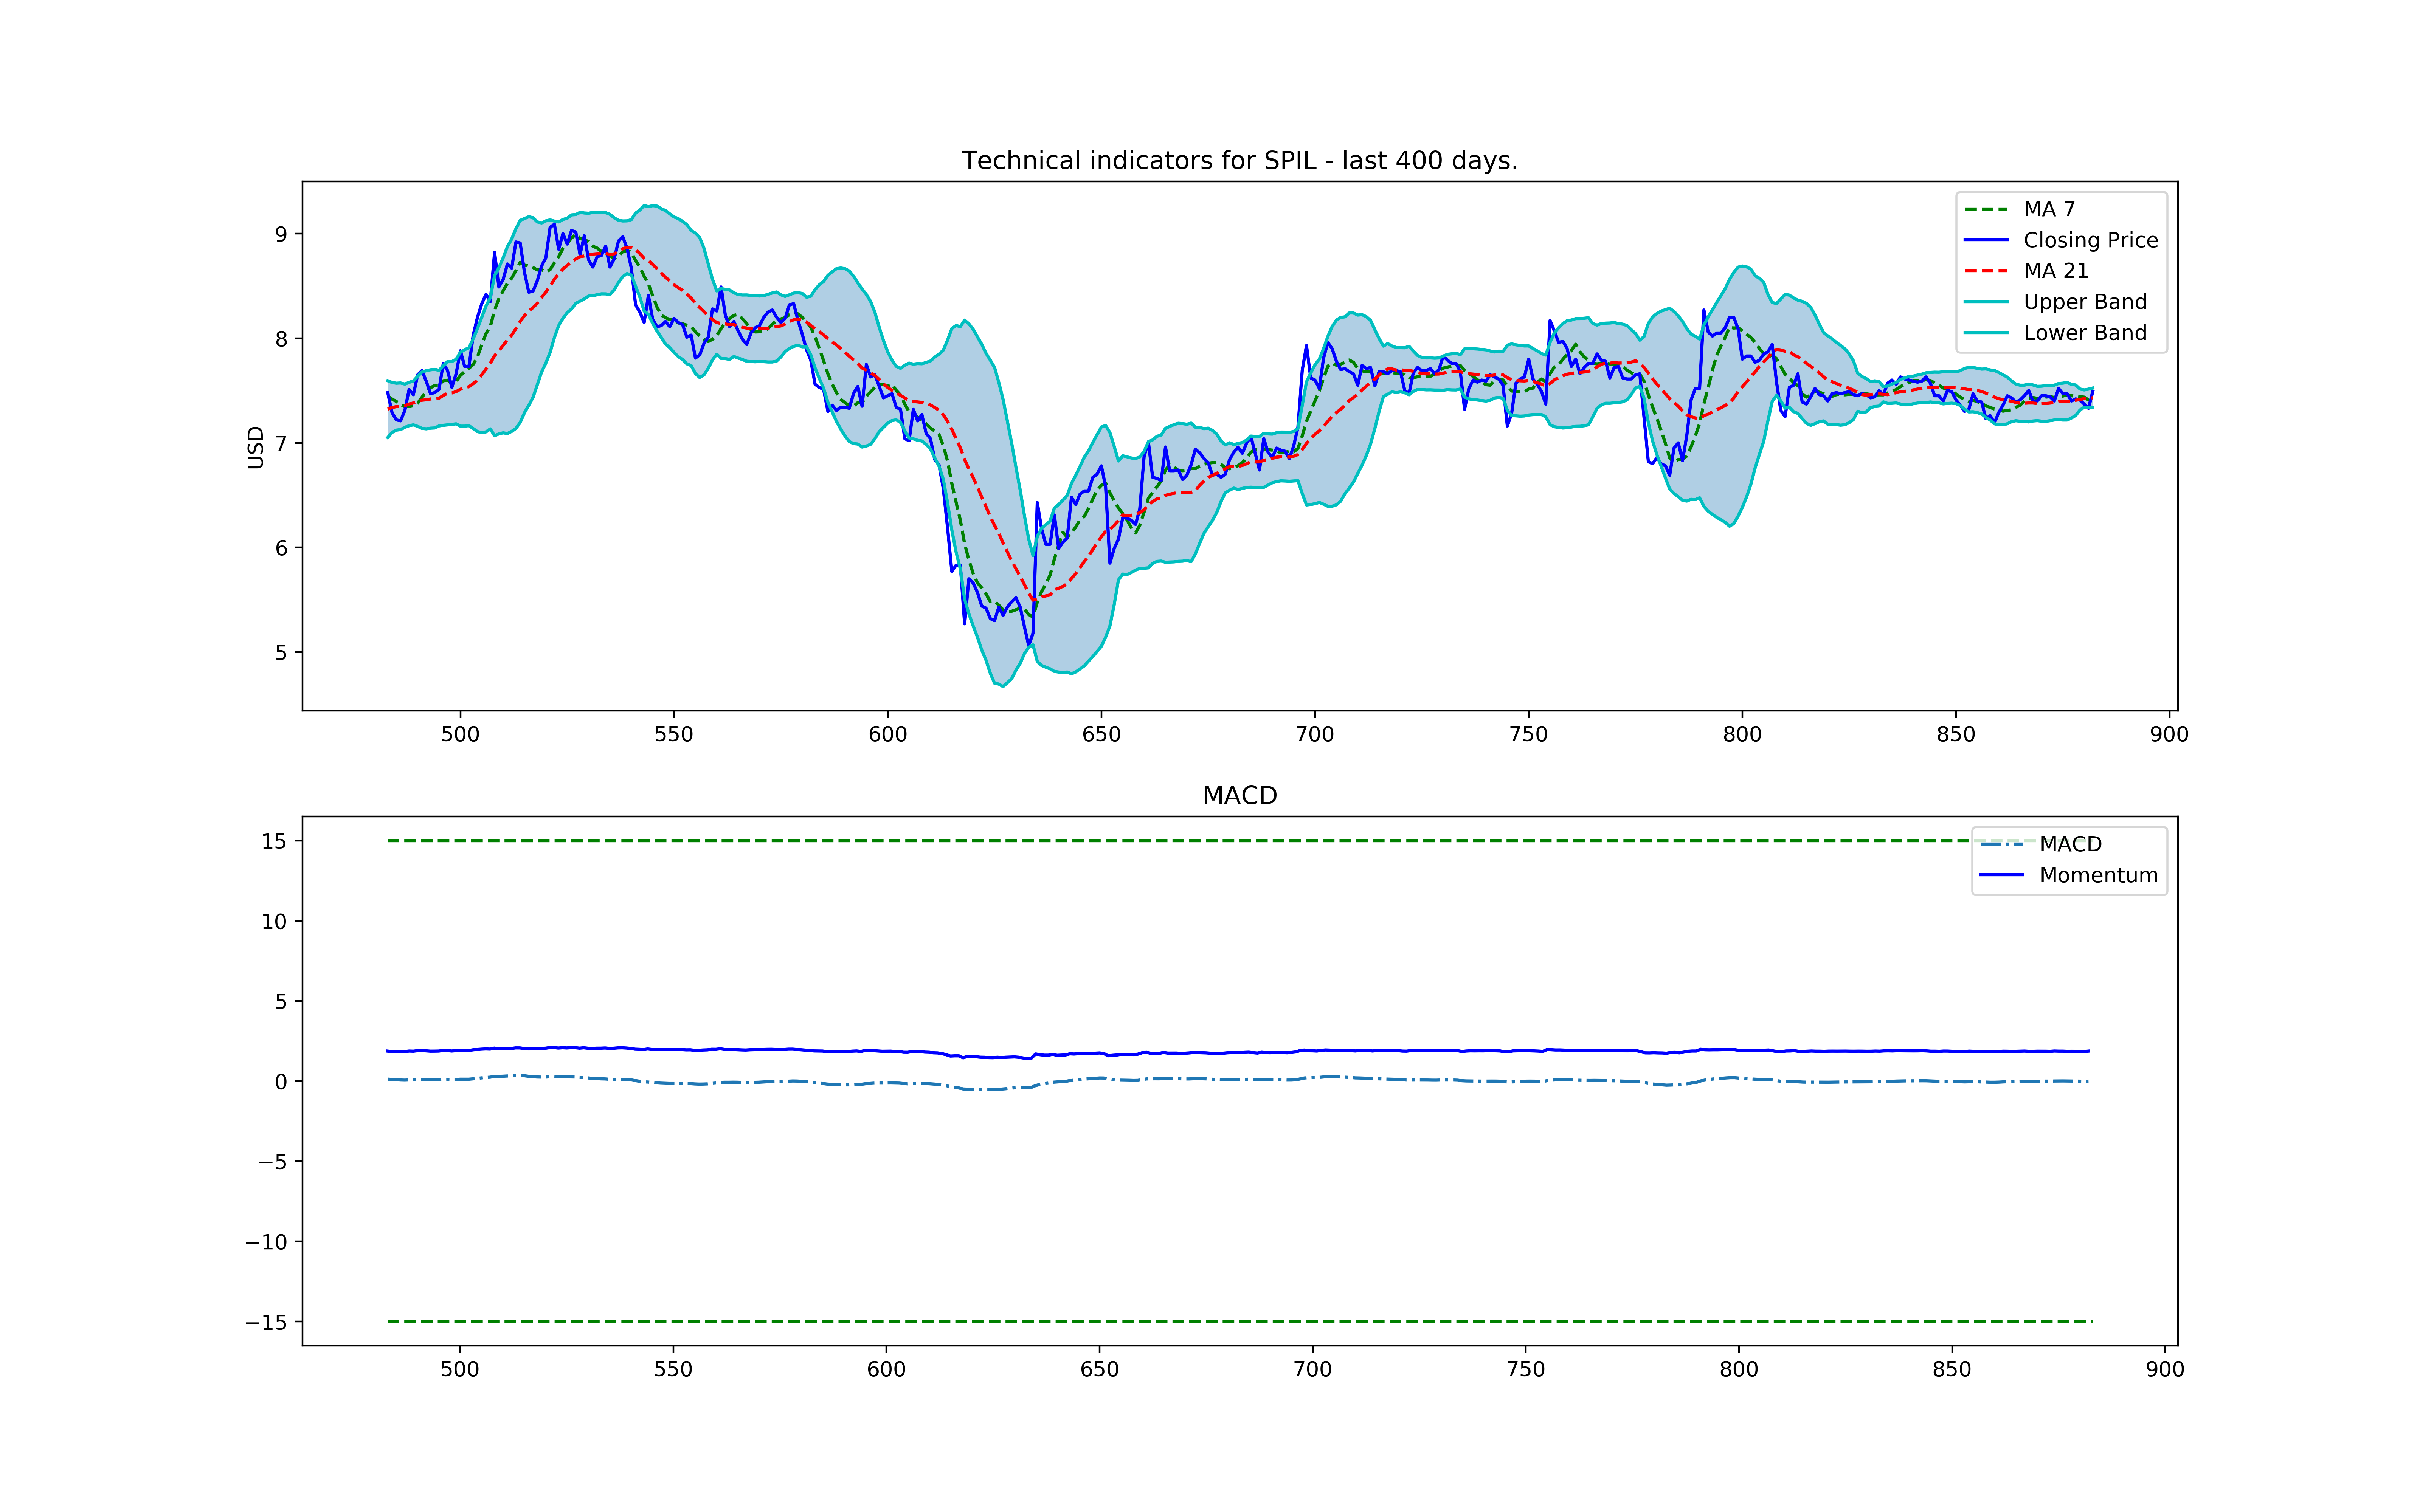 Technical indicators for SPIL - last 400 days.
MA 7
Closing Price
MA 21
Upper Band
Lower Band
9
8
7
6
5
USD
500 550 600 650 700 750 800 850 900
MACD
MACD
Momentum
15
10
5
0
−5
−10
−15
500 550 600 650 700 750 800 850 900